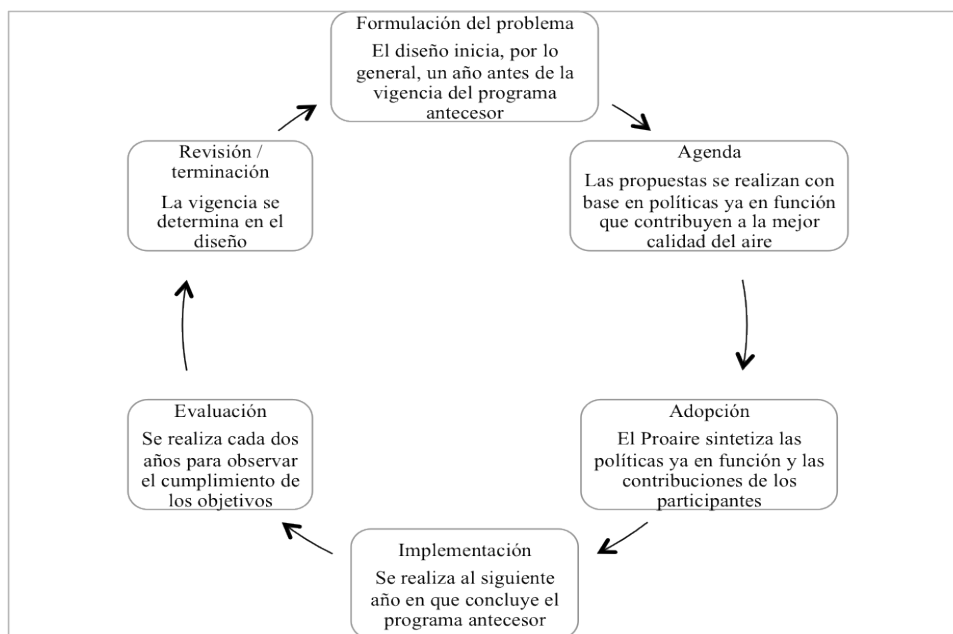 Formulación del problema
El diseño inicia, por lo general, un año antes de la
vigencia del programa
antecesor
Agenda
Las propuestas se realizan con
base en políticas ya en función
que contribuyen a la mejor
calidad del aire
Adopción
El Proaire sintetiza las
políticas ya en función y las
contribuciones de los
participantes
Implementación
Se realiza al siguiente
año en que concluye el
programa antecesor
Evaluación
Se realiza cada dos
años para observar
el cumplimiento de
los objetivos
Revisión /
terminación
La vigencia se
determina en el
diseño